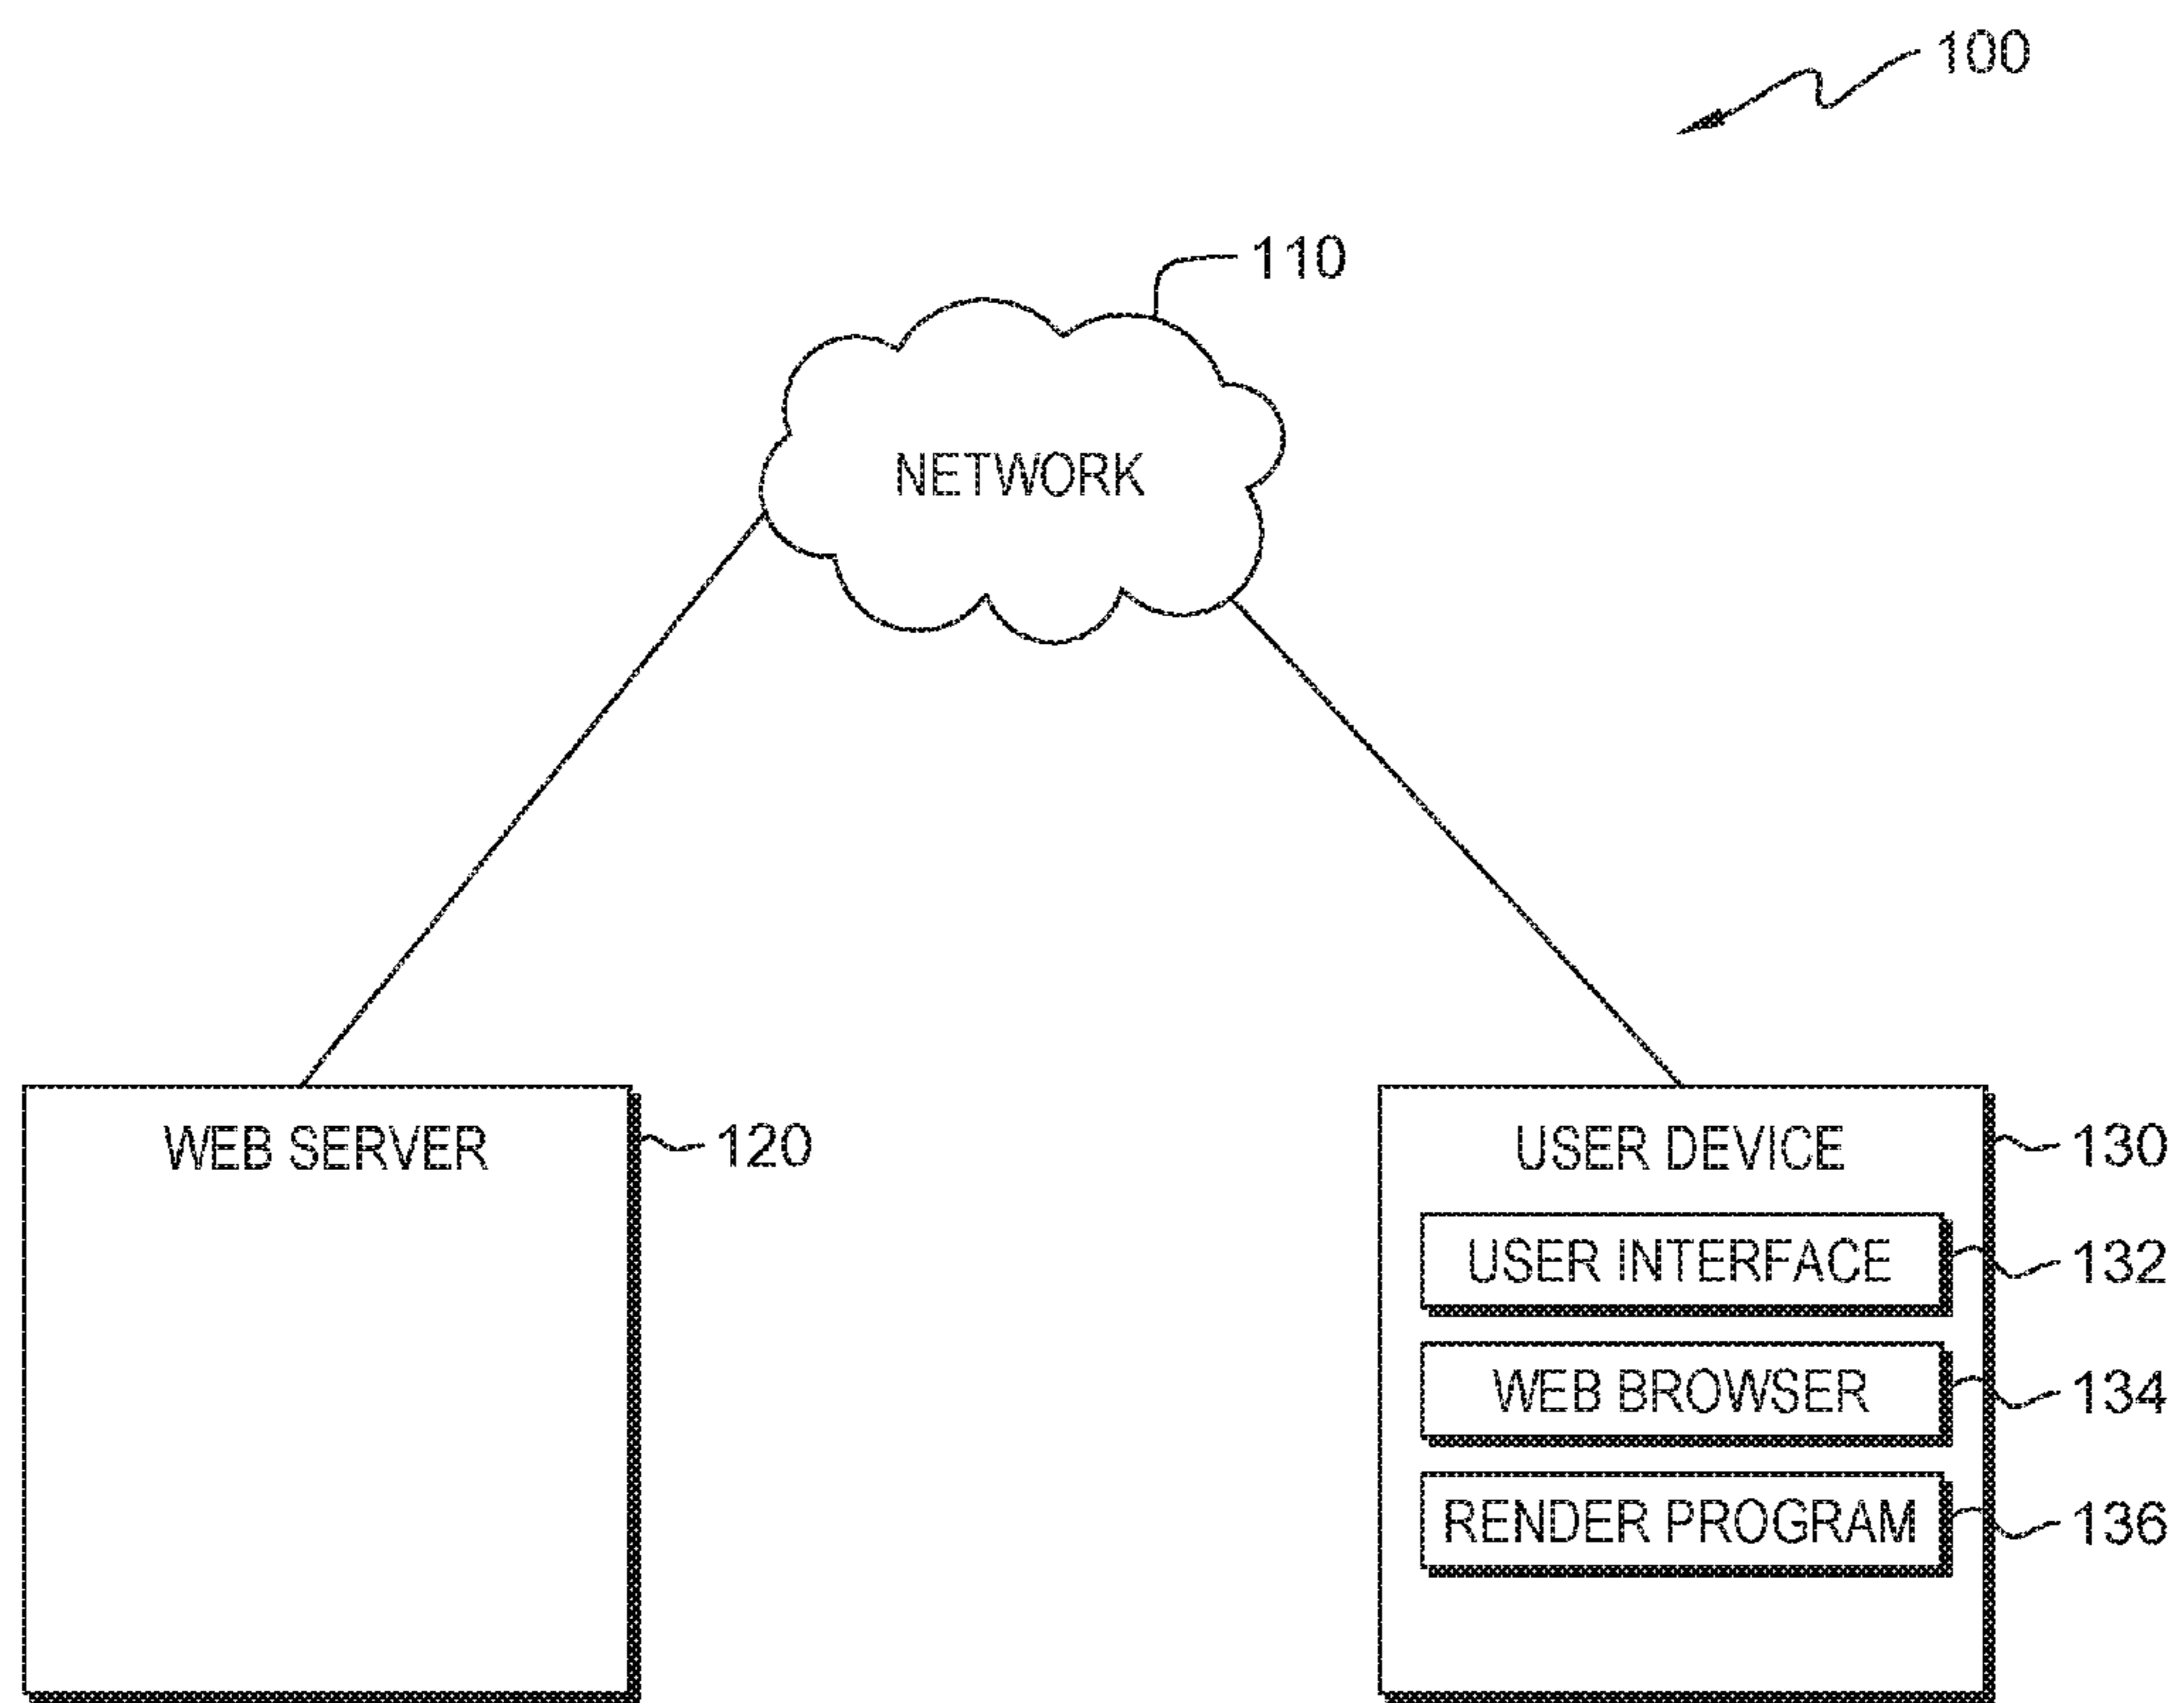 100
110
NETWORK
WEB SERVER
120
USER DEVICE
130
USER INTERFACE
132
WEB BROWSER
134
RENDER PROGRAM
136